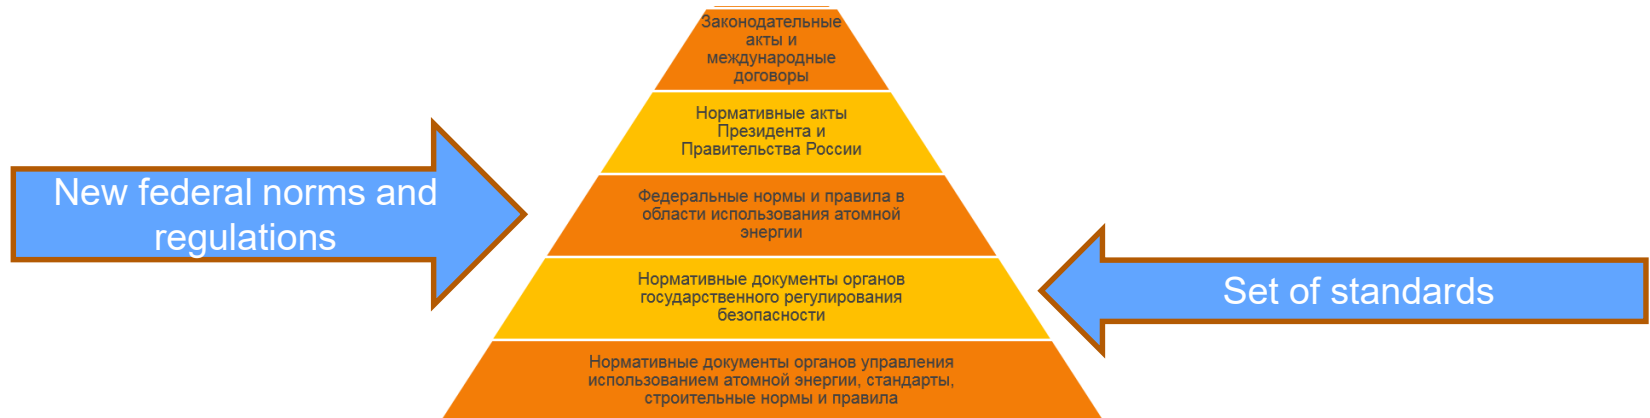 Законодательные
акты и
международные
договоры
Нормативные акты
Президента и
Правительства России
New federal norms and
regulations
Федеральные нормы и правила в
области использования атомной
энергии
Нормативные документы органов
государственного регулирования
безопасности
Set of standards
Нормативные документы органов управления
использованием атомной энергии, стандарты,
строительные нормы и правила